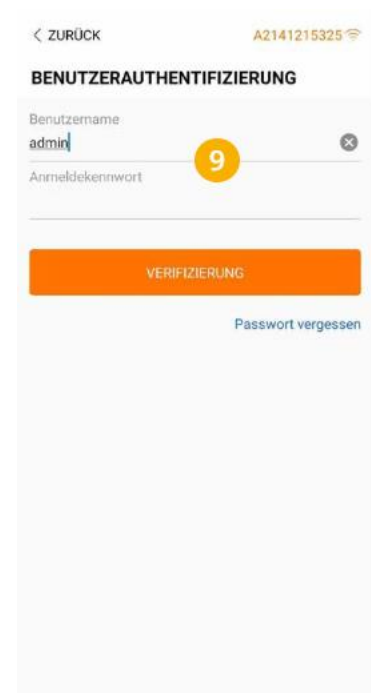 < ZURÜCK A2141215325
BENUTZERAUTHENTIFIZIERUNG
Benutzername
admin
9
Anmeldekennwort
VERIFIZIERUNG
Passwort vergessen